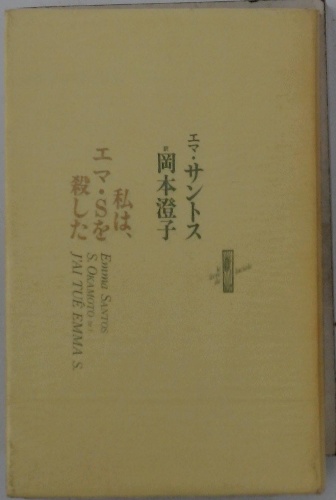 エマ・サントス
訳 岡本澄子
私は、
エマ・Sを
殺した
Emma SANTOS
S. OKAMOTO
J'AI TUÉ EMMA S.